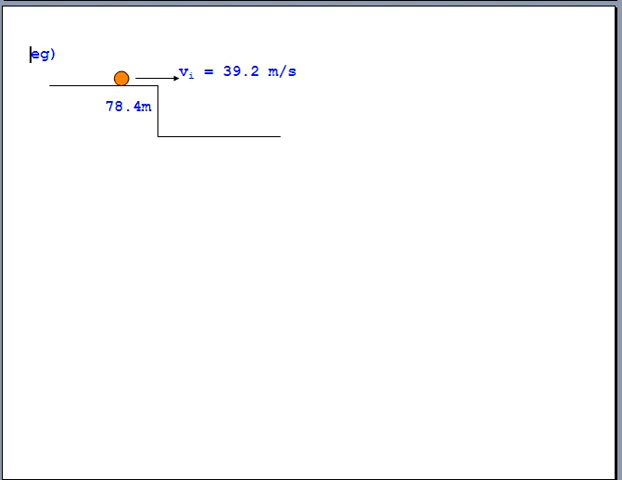 eg)
vᵢ = 39.2 m/s
78.4m